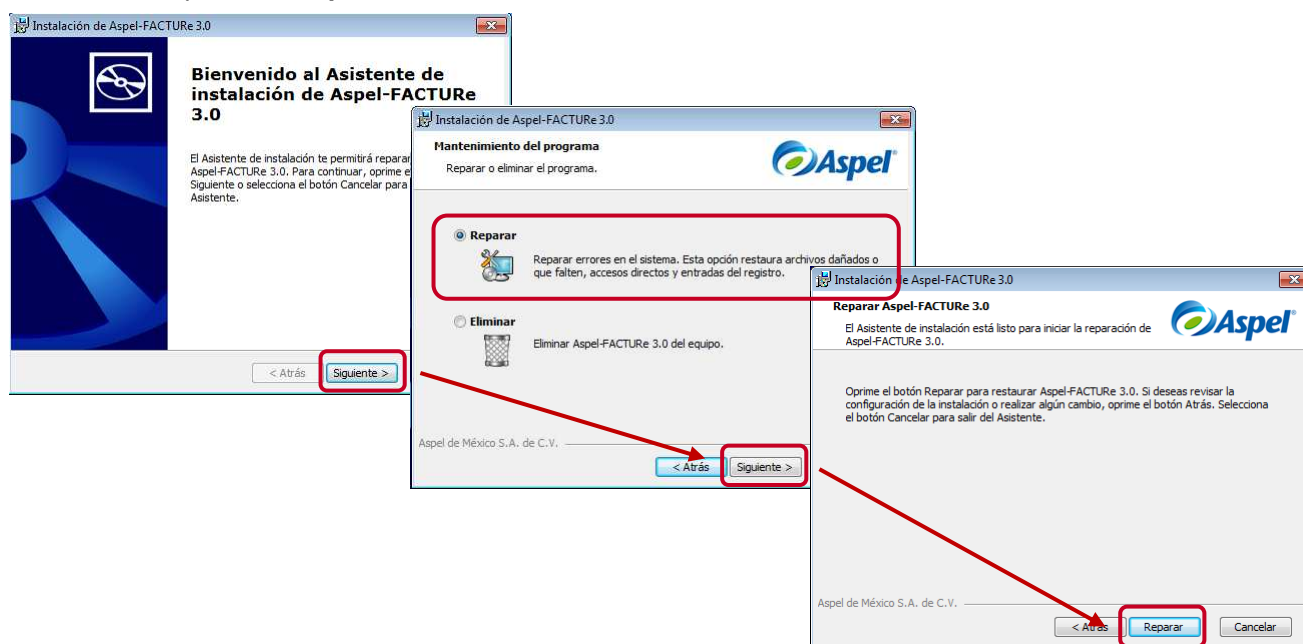 Instalación de Aspel-FACTURe 3.0
Bienvenido al Asistente de
instalación de Aspel-FACTURe
3.0
El Asistente de instalación te permitirá reparar
Aspel-FACTURe 3.0. Para continuar, oprime e
Siguiente o selecciona el botón Cancelar para
Asistente.
< Atrás
Siguiente >
Instalación de Aspel-FACTURe 3.0
Mantenimiento del programa
Reparar o eliminar el programa.
Aspel
Reparar
Reparar errores en el sistema. Esta opción restaura archivos dañados o
que falten, accesos directos y entradas del registro.
Eliminar
Eliminar Aspel-FACTURe 3.0 del equipo.
Aspel de México S.A. de C.V.
< Atrás
Siguiente >
Instalación de Aspel-FACTURe 3.0
Reparar Aspel-FACTURe 3.0
El Asistente de instalación está listo para iniciar la reparación de
Aspel-FACTURe 3.0.
Aspel
Oprime el botón Reparar para restaurar Aspel-FACTURe 3.0. Si deseas revisar la
configuración de la instalación o realizar algún cambio, oprime el botón Atrás. Selecciona
el botón Cancelar para salir del Asistente.
Aspel de México S.A. de C.V.
< Atrás
Reparar
Cancelar